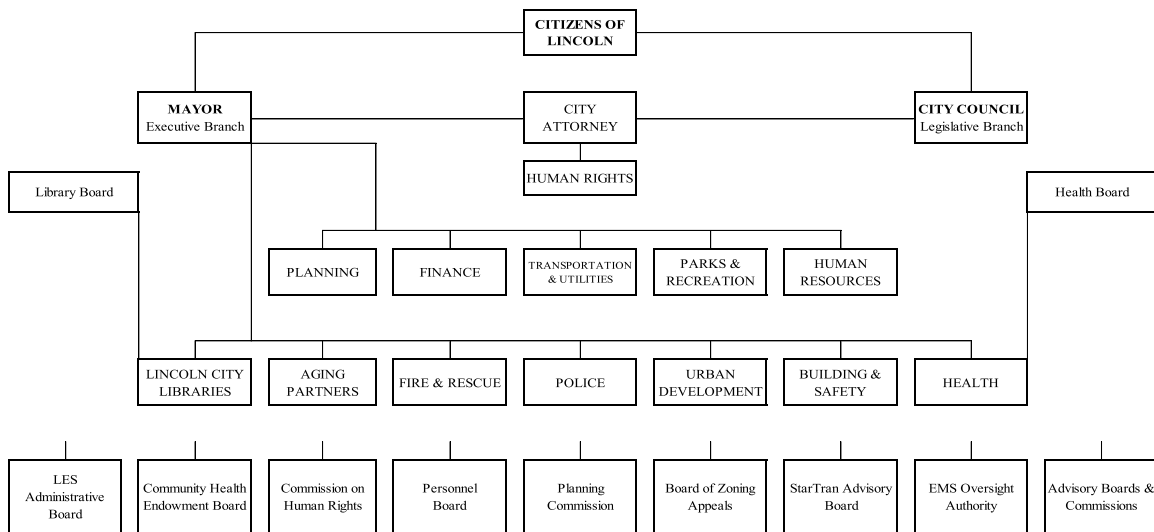 CITIZENS OF
LINCOLN
MAYOR
Executive Branch
CITY
ATTORNEY
CITY COUNCIL
Legislative Branch
HUMAN RIGHTS
Library Board
Health Board
PLANNING
FINANCE
TRANSPORTATION
& UTILITIES
PARKS &
RECREATION
HUMAN
RESOURCES
LINCOLN CITY
LIBRARIES
AGING
PARTNERS
FIRE & RESCUE
POLICE
URBAN
DEVELOPMENT
BUILDING &
SAFETY
HEALTH
LES
Administrative
Board
Community Health
Endowment Board
Commission on
Human Rights
Personnel
Board
Planning
Commission
Board of Zoning
Appeals
StarTran Advisory
Board
EMS Oversight
Authority
Advisory Boards &
Commissions